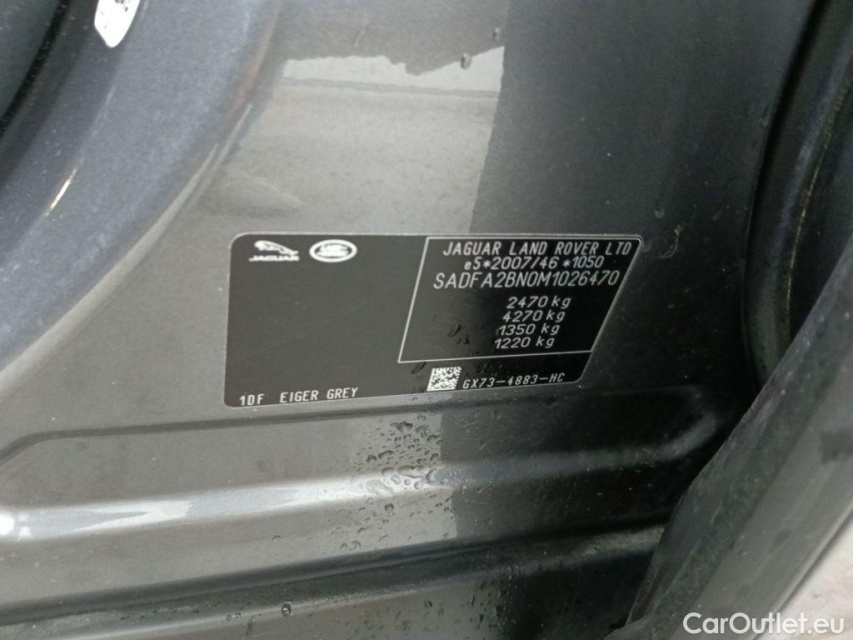 JAGUAR
JAGUAR LAND ROVER LTD
e5*2007/46*1050
SADFA2BN0M1026470
2470 kg
4270 kg
1350 kg
1220 kg
GX73-4883-HC
1DF EIGER GREY
CarOutlet.eu